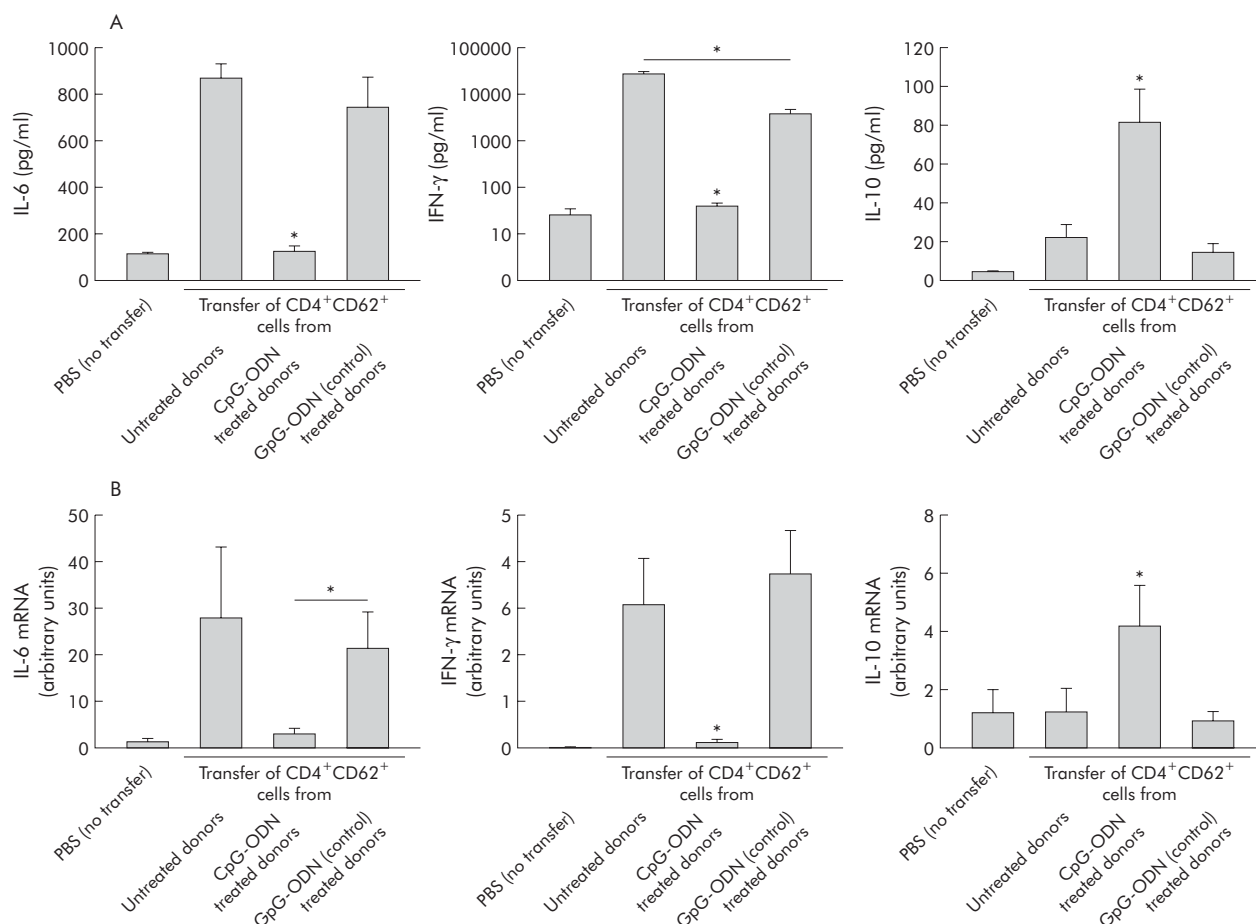 A
1000
800
600
400
200
0
IL-6 (pg/ml)
PBS (no transfer)
Transfer of CD4+CD62+
cells from
Untreated donors
CpG-ODN
treated donors
GpG-ODN (control)
treated donors
100000
10000
1000
100
10
0
IFN-γ (pg/ml)
*
*
*
PBS (no transfer)
Transfer of CD4+CD62+
cells from
Untreated donors
CpG-ODN
treated donors
GpG-ODN (control)
treated donors
120
100
80
60
40
20
0
IL-10 (pg/ml)
*
PBS (no transfer)
Transfer of CD4+CD62+
cells from
Untreated donors
CpG-ODN
treated donors
GpG-ODN (control)
treated donors
B
50
40
30
20
10
0
IL-6 mRNA
(arbitrary units)
*
PBS (no transfer)
Transfer of CD4+CD62+
cells from
Untreated donors
CpG-ODN
treated donors
GpG-ODN (control)
treated donors
5
4
6
2
1
0
IFN-γ mRNA
(arbitrary units)
*
PBS (no transfer)
Transfer of CD4+CD62+
cells from
Untreated donors
CpG-ODN
treated donors
GpG-ODN (control)
treated donors
8
6
4
2
0
IL-10 mRNA
(arbitrary units)
*
PBS (no transfer)
Transfer of CD4+CD62+
cells from
Untreated donors
CpG-ODN
treated donors
GpG-ODN (control)
treated donors